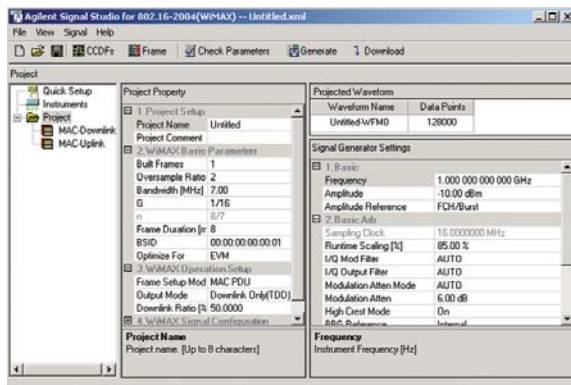 Agilent Signal Studio for 802.16-2004(WiMAX) -- Untitled.xml
File View Signal Help
CCDFs Frame Check Parameters Generate Download
Project
Quick Setup
Instruments
Project
MAC-Downlink
MAC-Uplink
Project Property
1.Project Setup
Project Name Untitled
Project Comment
2.WiMAX Basic Parameters
Built Frames 1
Oversample Ratio 2
Bandwidth [MHz] 7.00
G 1/16
n 8/7
Frame Duration [m 8
BSID 00:00:00:00:00:01
Optimize For EVM
3.WiMAX Operation Setup
Frame Setup Mod MAC PDU
Output Mode Downlink Only(TDD)
Downlink Ratio [% 50.0000
4.WiMAX Signal Configuration
Project Name
Project name. [Up to 8 characters]
Projected Waveform
Waveform Name Data Points
Untitled-WFM0 128000
Signal Generator Settings
1.Basic
Frequency 1.000 000 000 000 GHz
Amplitude -10.00 dBm
Amplitude Reference FCH/Burst
2.Basic Arb
Sampling Clock 16.0000000 MHz
Runtime Scaling [%] 85.00 %
I/Q Mod Filter AUTO
I/Q Output Filter AUTO
Modulation Atten Mode AUTO
Modulation Atten 6.00 dB
High Crest Mode On
Reference Internal
Frequency
Instrument Frequency [Hz]